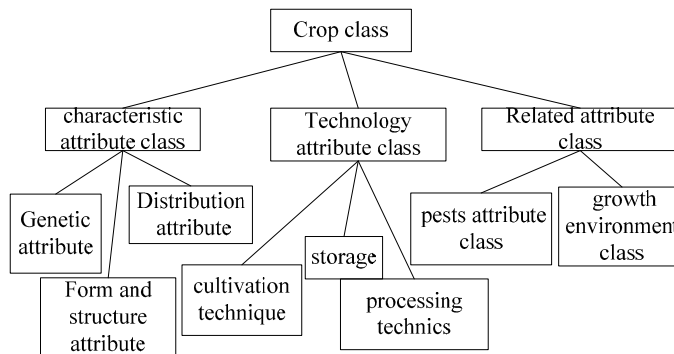 Crop class
characteristic
attribute class
Technology
attribute class
Related attribute
class
Genetic
attribute
Form and
structure
attribute
Distribution
attribute
cultivation
technique
storage
processing
technics
pests attribute
class
growth
environment
class